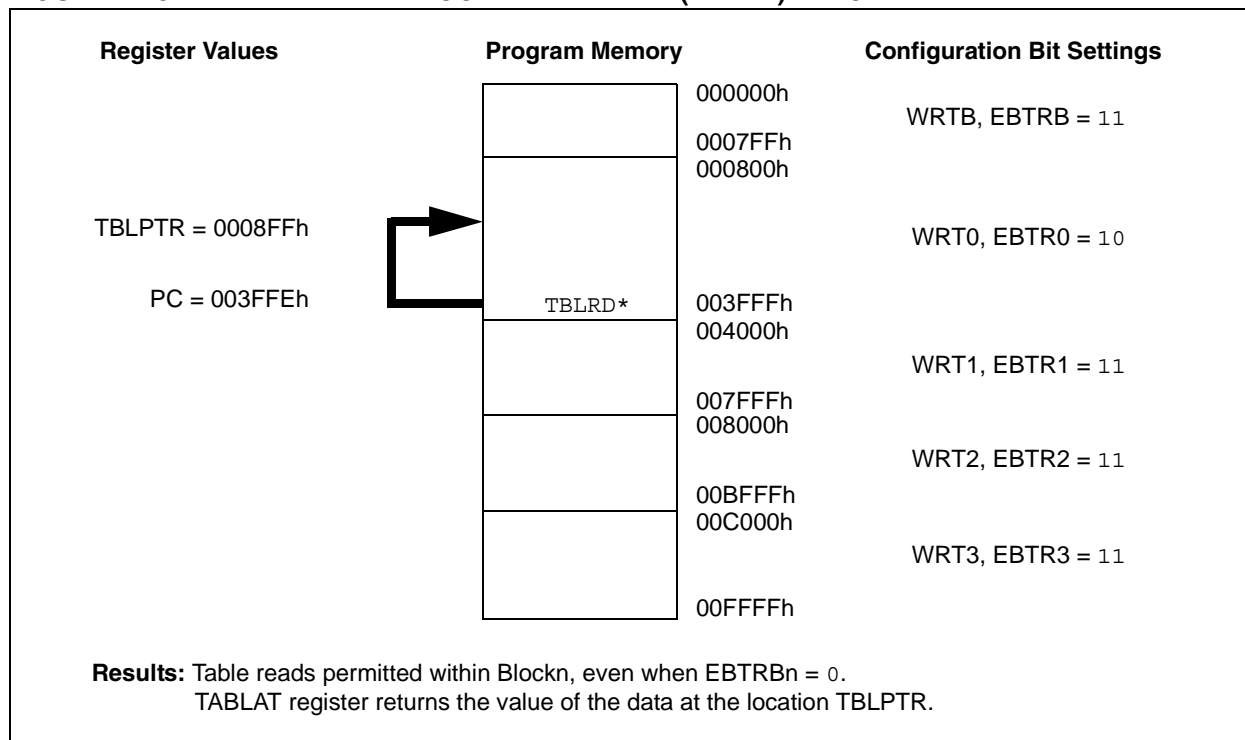 Register Values Program Memory Configuration Bit Settings
000000h
WRTB, EBTRB = 11
0007FFh
000800h
TBLPTR = 0008FFh
WRT0, EBTR0 = 10
PC = 003FFEh
TBLRD*
003FFFh
004000h
WRT1, EBTR1 = 11
007FFFh
008000h
WRT2, EBTR2 = 11
00BFFFh
00C000h
WRT3, EBTR3 = 11
00FFFFh
Results: Table reads permitted within Blockn, even when EBTRBn = 0.
TABLAT register returns the value of the data at the location TBLPTR.